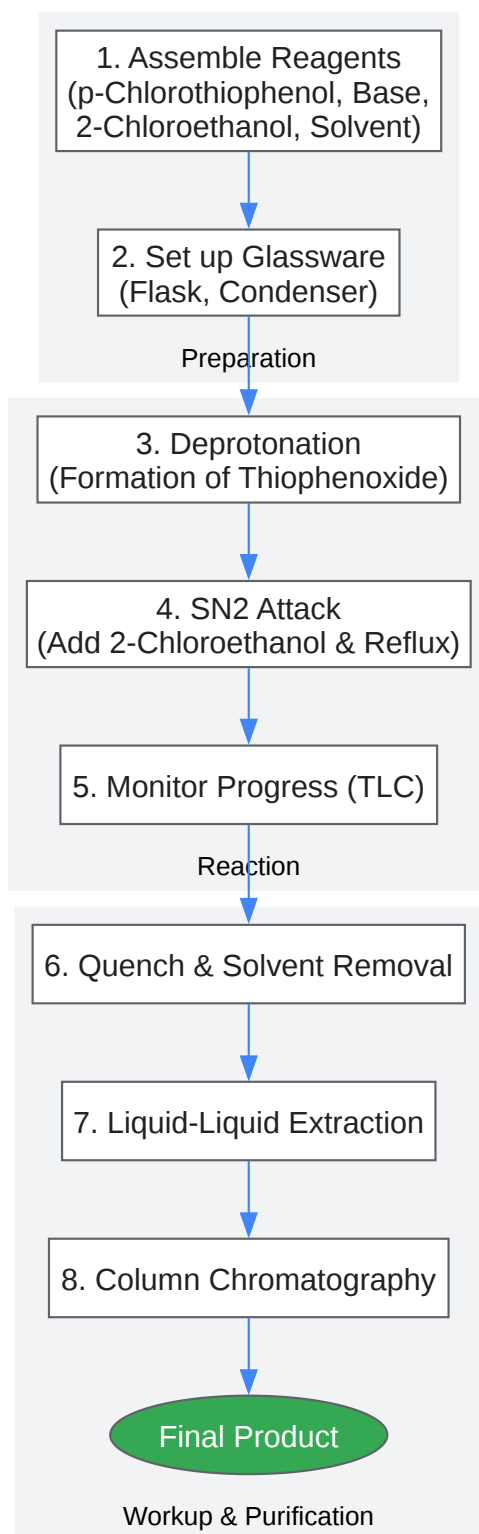 1. Assemble Reagents
(p-Chlorothiophenol, Base,
2-Chloroethanol, Solvent)
2. Set up Glassware
(Flask, Condenser)
Preparation
3. Deprotonation
(Formation of Thiophenoxide)
4. SN2 Attack
(Add 2-Chloroethanol & Reflux)
5. Monitor Progress (TLC)
Reaction
6. Quench & Solvent Removal
7. Liquid-Liquid Extraction
8. Column Chromatography
Final Product
Workup & Purification